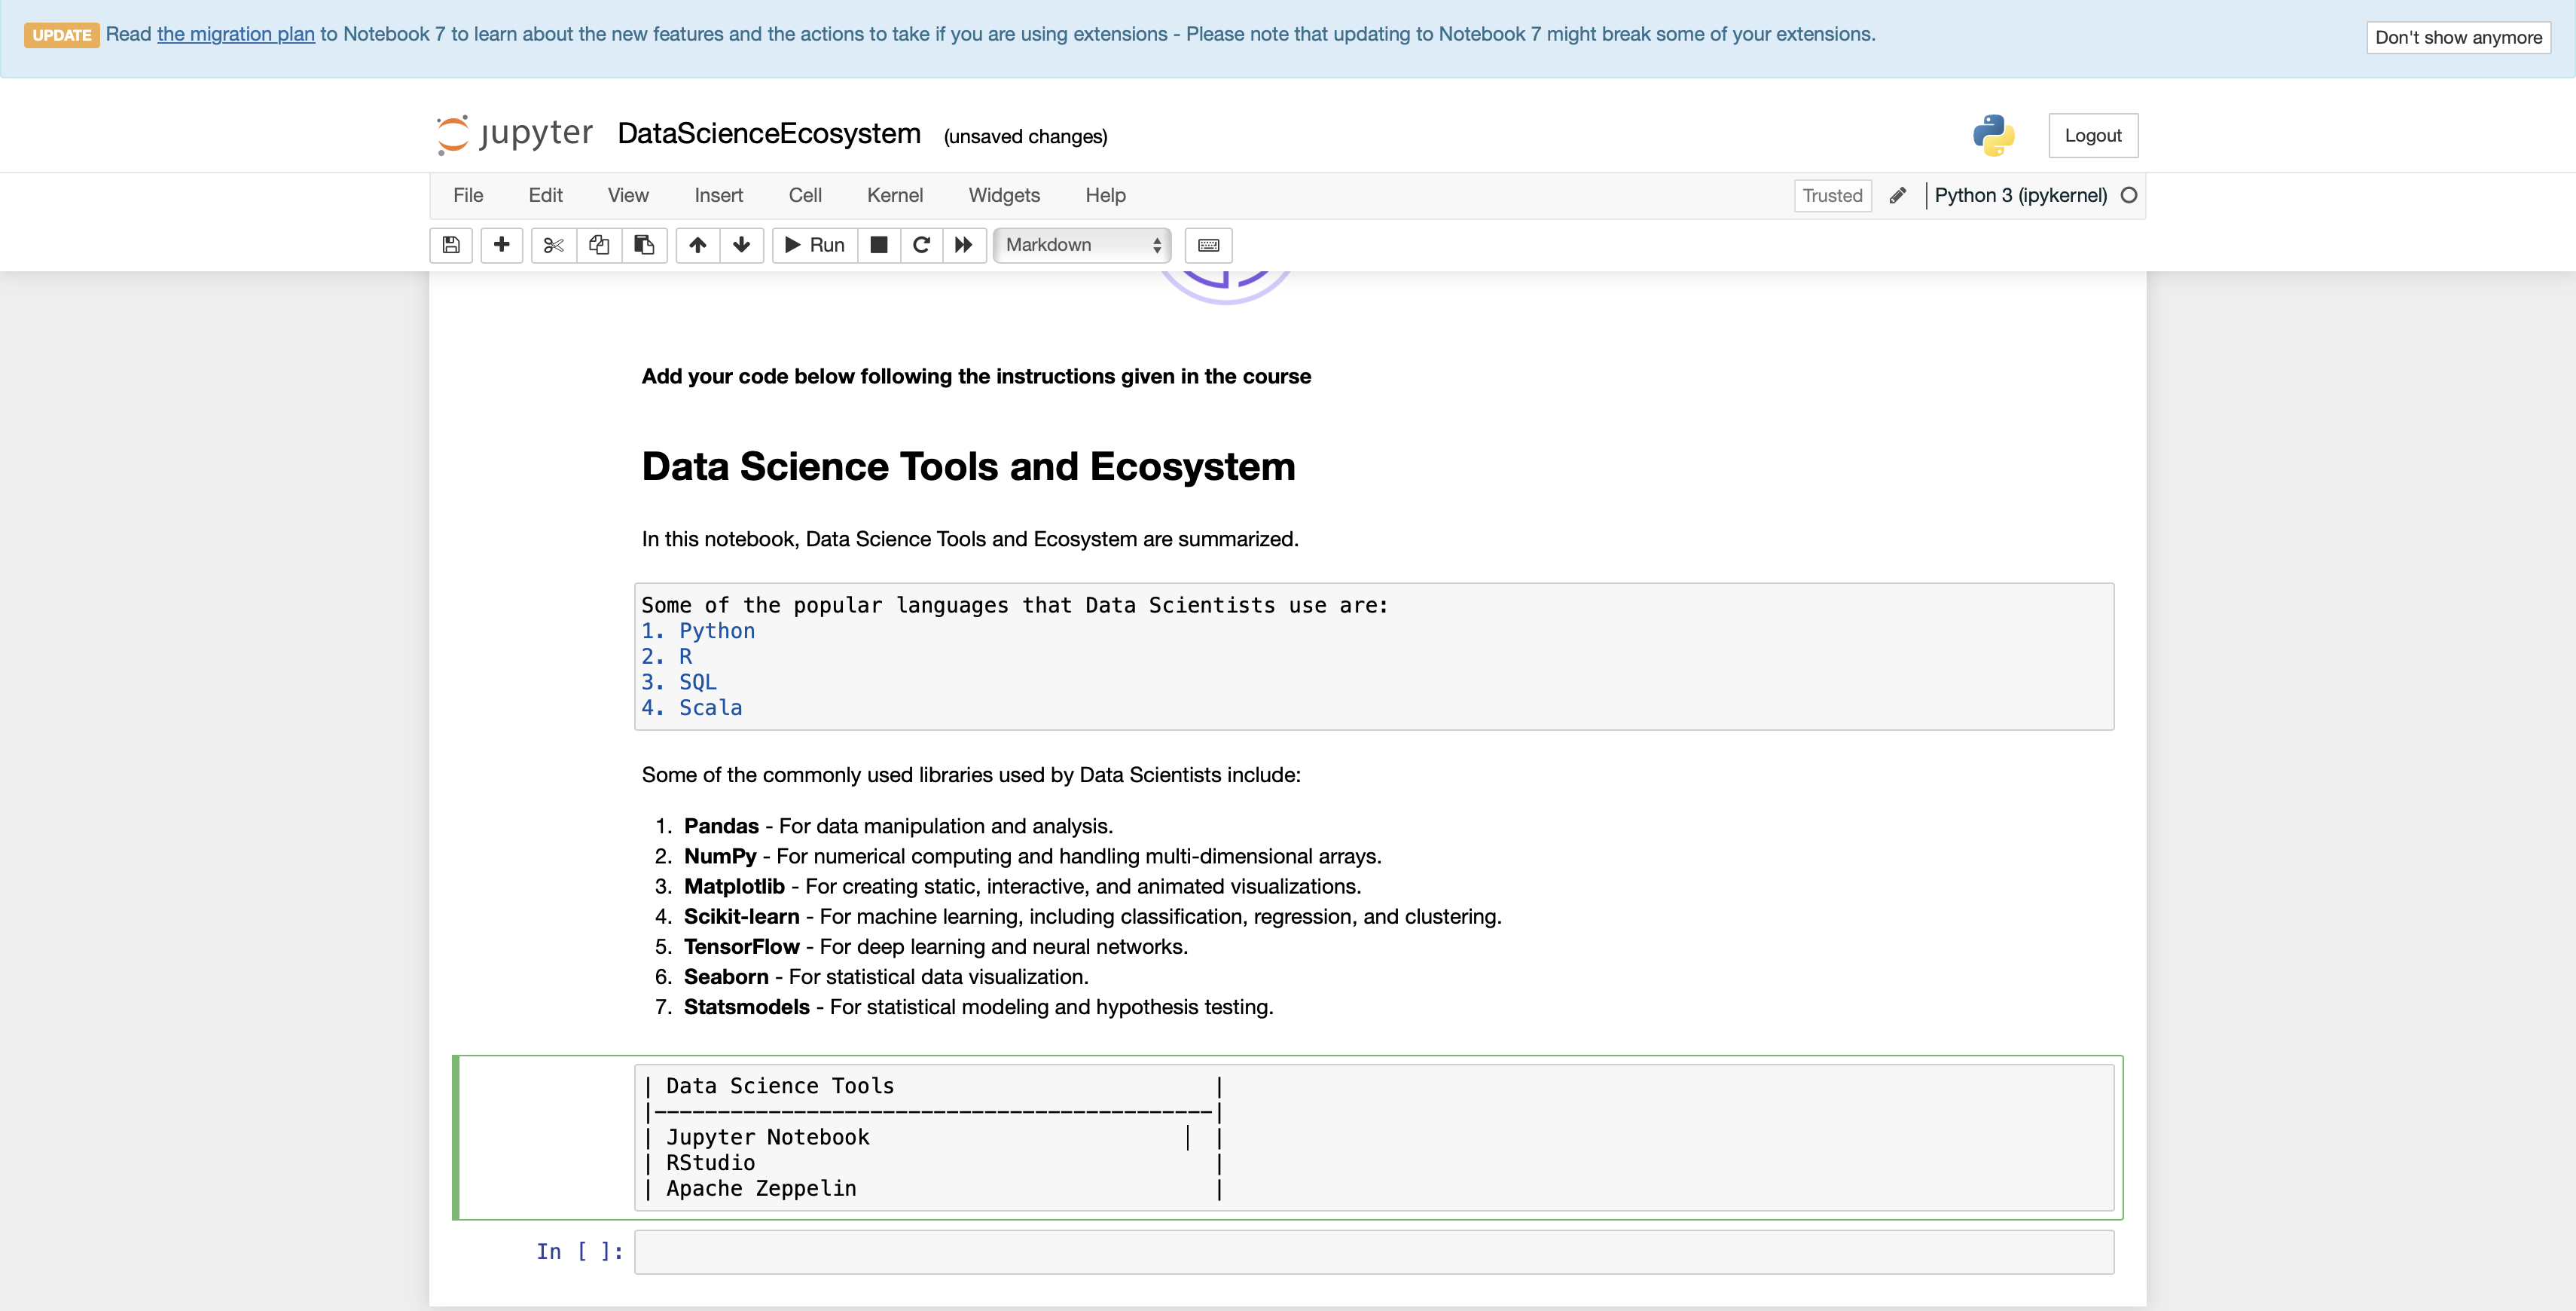 UPDATE Read the migration plan to Notebook 7 to learn about the new features and the actions to take if you are using extensions - Please note that updating to Notebook 7 might break some of your extensions.
Don't show anymore
jupyter DataScienceEcosystem (unsaved changes)
Logout
File Edit View Insert Cell Kernel Widgets Help
Trusted Python 3 (ipykernel)
Run Markdown
Add your code below following the instructions given in the course
Data Science Tools and Ecosystem
In this notebook, Data Science Tools and Ecosystem are summarized.
Some of the popular languages that Data Scientists use are:
1. Python
2. R
3. SQL
4. Scala
Some of the commonly used libraries used by Data Scientists include:
1. Pandas - For data manipulation and analysis.
2. NumPy - For numerical computing and handling multi-dimensional arrays.
3. Matplotlib - For creating static, interactive, and animated visualizations.
4. Scikit-learn - For machine learning, including classification, regression, and clustering.
5. TensorFlow - For deep learning and neural networks.
6. Seaborn - For statistical data visualization.
7. Statsmodels - For statistical modeling and hypothesis testing.
| Data Science Tools                         |
|--------------------------------------------|
| Jupyter Notebook                           |
| RStudio                                    |
| Apache Zeppelin                            |
In [ ]: